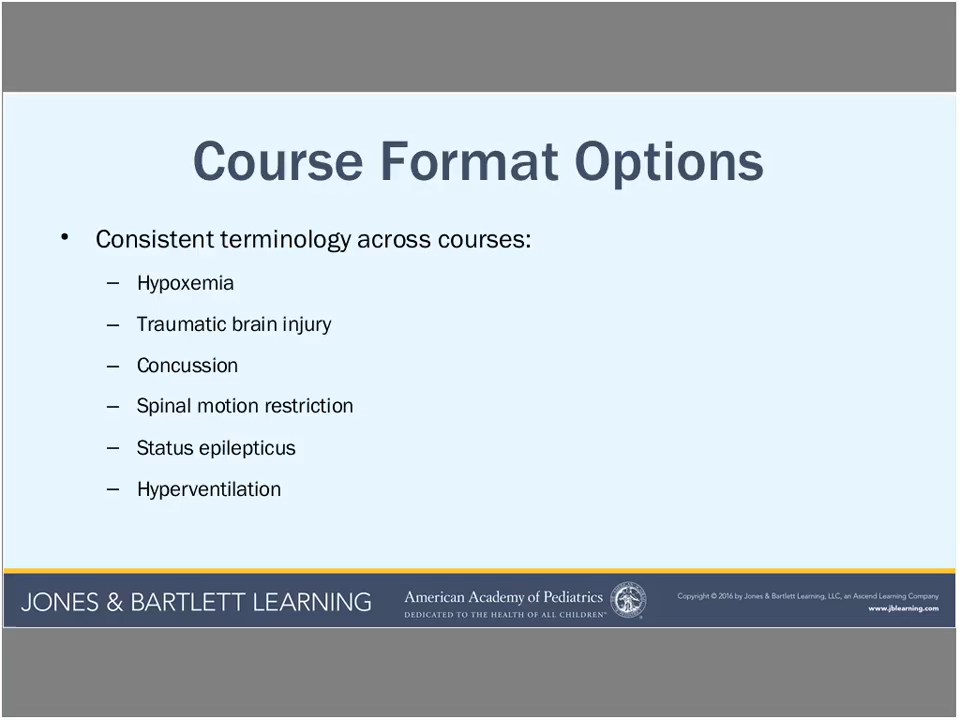 Course Format Options
• Consistent terminology across courses:
– Hypoxemia
– Traumatic brain injury
– Concussion
– Spinal motion restriction
– Status epilepticus
– Hyperventilation
JONES & BARTLETT LEARNING
American Academy of Pediatrics
DEDICATED TO THE HEALTH OF ALL CHILDREN™
Copyright © 2016 by Jones & Bartlett Learning, LLC, an Ascend Learning Company
www.jblearning.com